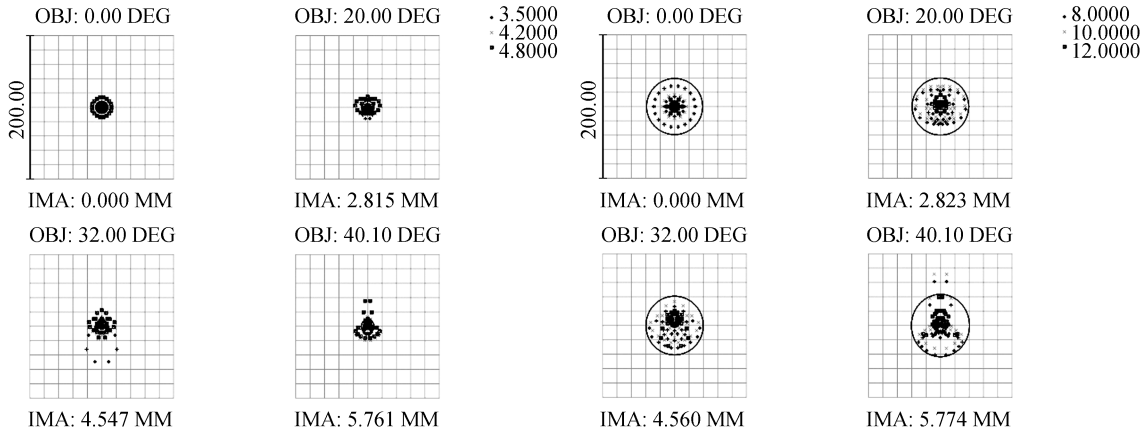 OBJ: 0.00 DEG
OBJ: 20.00 DEG
3.5000
4.2000
4.8000
200.00
IMA: 0.000 MM
IMA: 2.815 MM
OBJ: 32.00 DEG
OBJ: 40.10 DEG
IMA: 4.547 MM
IMA: 5.761 MM
OBJ: 0.00 DEG
OBJ: 20.00 DEG
8.0000
10.0000
12.0000
200.00
IMA: 0.000 MM
IMA: 2.823 MM
OBJ: 32.00 DEG
OBJ: 40.10 DEG
IMA: 4.560 MM
IMA: 5.774 MM